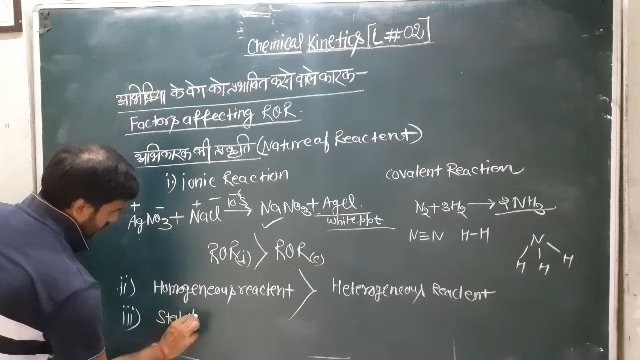 Chemical Kinetics [L#02]
अभिक्रिया के वेग को प्रभावित करने वाले कारक-
Factors affecting ROR.
अभिकारक की प्रकृति (Nature of Reactent)
i) ionic Reaction covalent Reaction
+ - + -
AgNO3 + NaCl → NaNO3 + AgCl N2+3H2 → 2NH3
White ppt
N≡N H-H N
H H H
ROR(i) > ROR(c)
ii) Homogeneous reactent > Heterogeneous Reactent
iii)